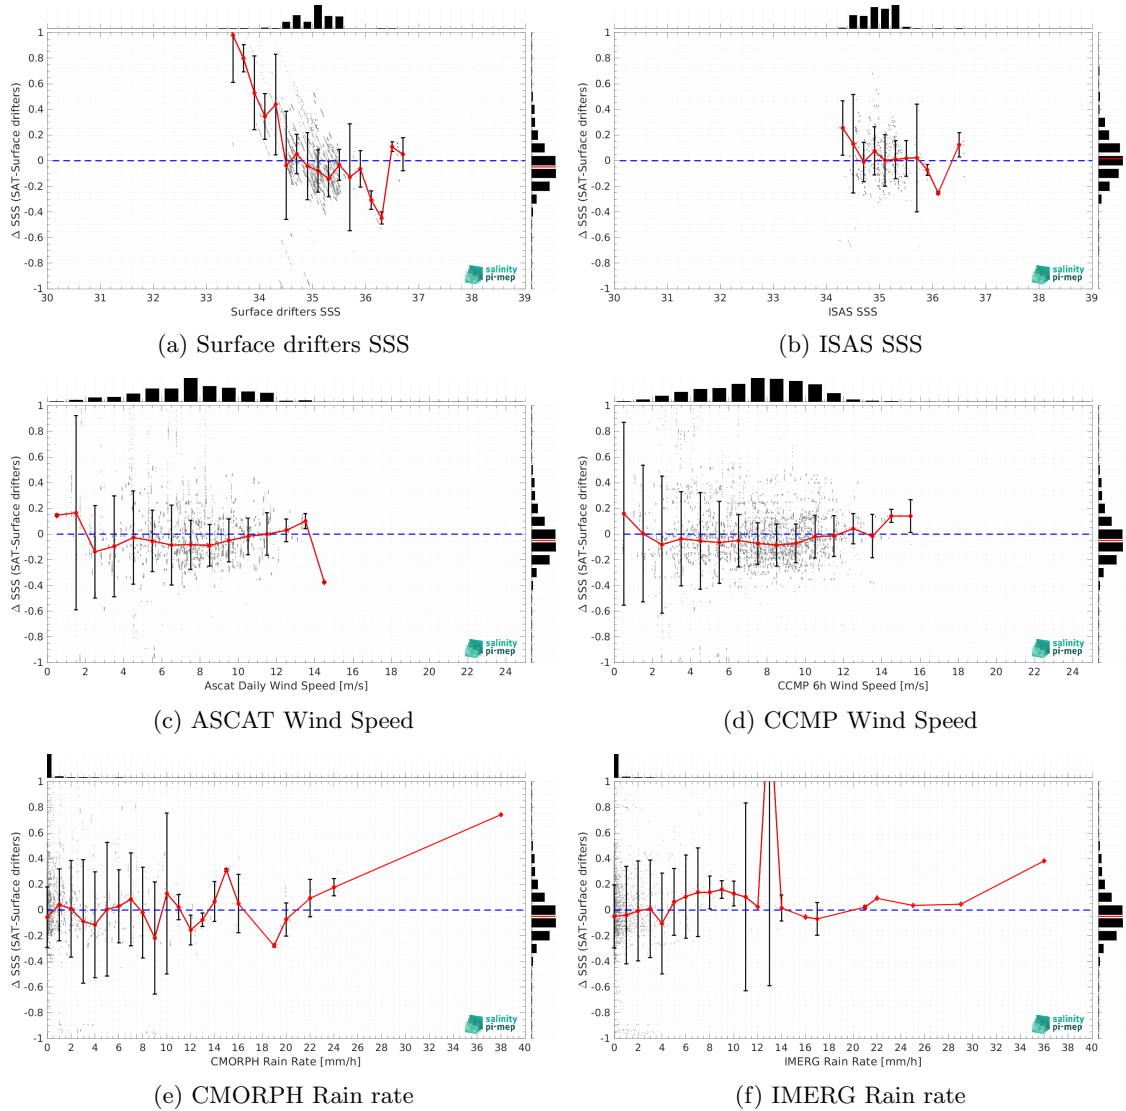 1
0.8
0.6
0.4
0.2
0
-0.2
-0.4
-0.6
-0.8
-1
Δ SSS (SAT-Surface drifters)
30 31 32 33 34 35 36 37 38 39
Surface drifters SSS
salinity
pi-mep
(a) Surface drifters SSS
1
0.8
0.6
0.4
0.2
0
-0.2
-0.4
-0.6
-0.8
-1
Δ SSS (SAT-Surface drifters)
30 31 32 33 34 35 36 37 38 39
ISAS SSS
salinity
pi-mep
(b) ISAS SSS
1
0.8
0.6
0.4
0.2
0
-0.2
-0.4
-0.6
-0.8
-1
Δ SSS (SAT-Surface drifters)
0 2 4 6 8 10 12 14 16 18 20 22 24
Ascat Daily Wind Speed [m/s]
salinity
pi-mep
(c) ASCAT Wind Speed
1
0.8
0.6
0.4
0.2
0
-0.2
-0.4
-0.6
-0.8
-1
Δ SSS (SAT-Surface drifters)
0 2 4 6 8 10 12 14 16 18 20 22 24
CCMP 6h Wind Speed [m/s]
salinity
pi-mep
(d) CCMP Wind Speed
1
0.8
0.6
0.4
0.2
0
-0.2
-0.4
-0.6
-0.8
-1
Δ SSS (SAT-Surface drifters)
0 2 4 6 8 10 12 14 16 18 20 22 24 26 28 30 32 34 36 38 40
CMORPH Rain Rate [mm/h]
salinity
pi-mep
(e) CMORPH Rain rate
1
0.8
0.6
0.4
0.2
0
-0.2
-0.4
-0.6
-0.8
-1
Δ SSS (SAT-Surface drifters)
0 2 4 6 8 10 12 14 16 18 20 22 24 26 28 30 32 34 36 38 40
IMERG Rain Rate [mm/h]
salinity
pi-mep
(f) IMERG Rain rate